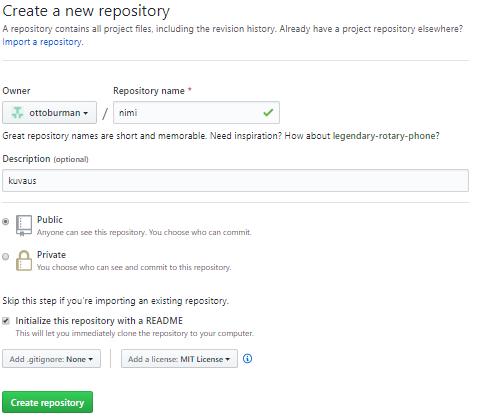 Create a new repository
A repository contains all project files, including the revision history. Already have a project repository elsewhere?
Import a repository.
Owner
Repository name *
ottoburman / nimi
Great repository names are short and memorable. Need inspiration? How about legendary-rotary-phone?
Description (optional)
kuvaus
Public
Anyone can see this repository. You choose who can commit.
Private
You choose who can see and commit to this repository.
Skip this step if you're importing an existing repository.
Initialize this repository with a README
This will let you immediately clone the repository to your computer.
Add .gitignore: None
Add a license: MIT License
Create repository